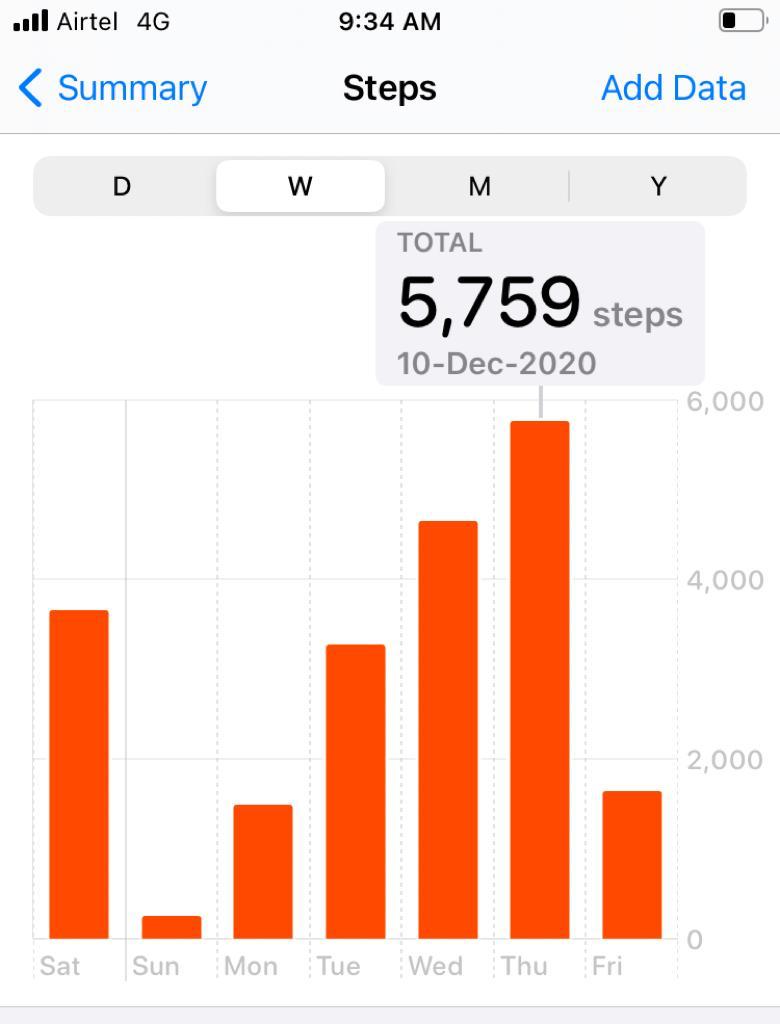 Airtel 4G 9:34 AM
Summary Steps Add Data
D W M Y
TOTAL
5,759 steps
10-Dec-2020
6,000
4,000
2,000
0
Sat Sun Mon Tue Wed Thu Fri